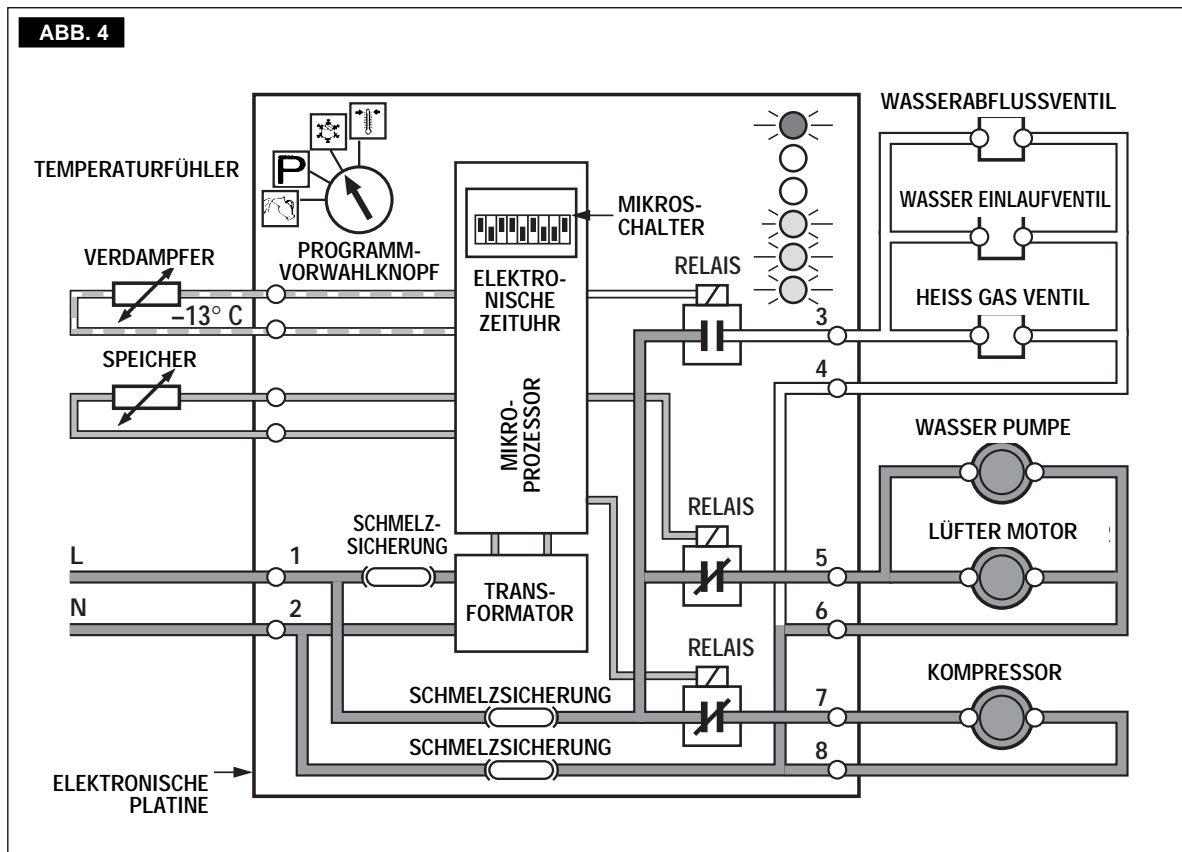 ABB. 4
TEMPERATURFÜHLER
P
PROGRAMM-
VORWAHLKNOPF
MIKROS-
CHALTER
ELEKTRO-
NISCHE
ZEITUHR
MIKRO-
PROZESSOR
VERDAMPFER
–13° C
SPEICHER
RELAIS
3
4
WASSERABFLUSSVENTIL
WASSER EINLAUFVENTIL
HEISS GAS VENTIL
WASSER PUMPE
SCHMELZ-
SICHERUNG
RELAIS
LÜFTER MOTOR
L
1
5
N
2
TRANS-
FORMATOR
6
RELAIS
KOMPRESSOR
SCHMELZSICHERUNG
7
SCHMELZSICHERUNG
8
ELEKTRONISCHE
PLATINE